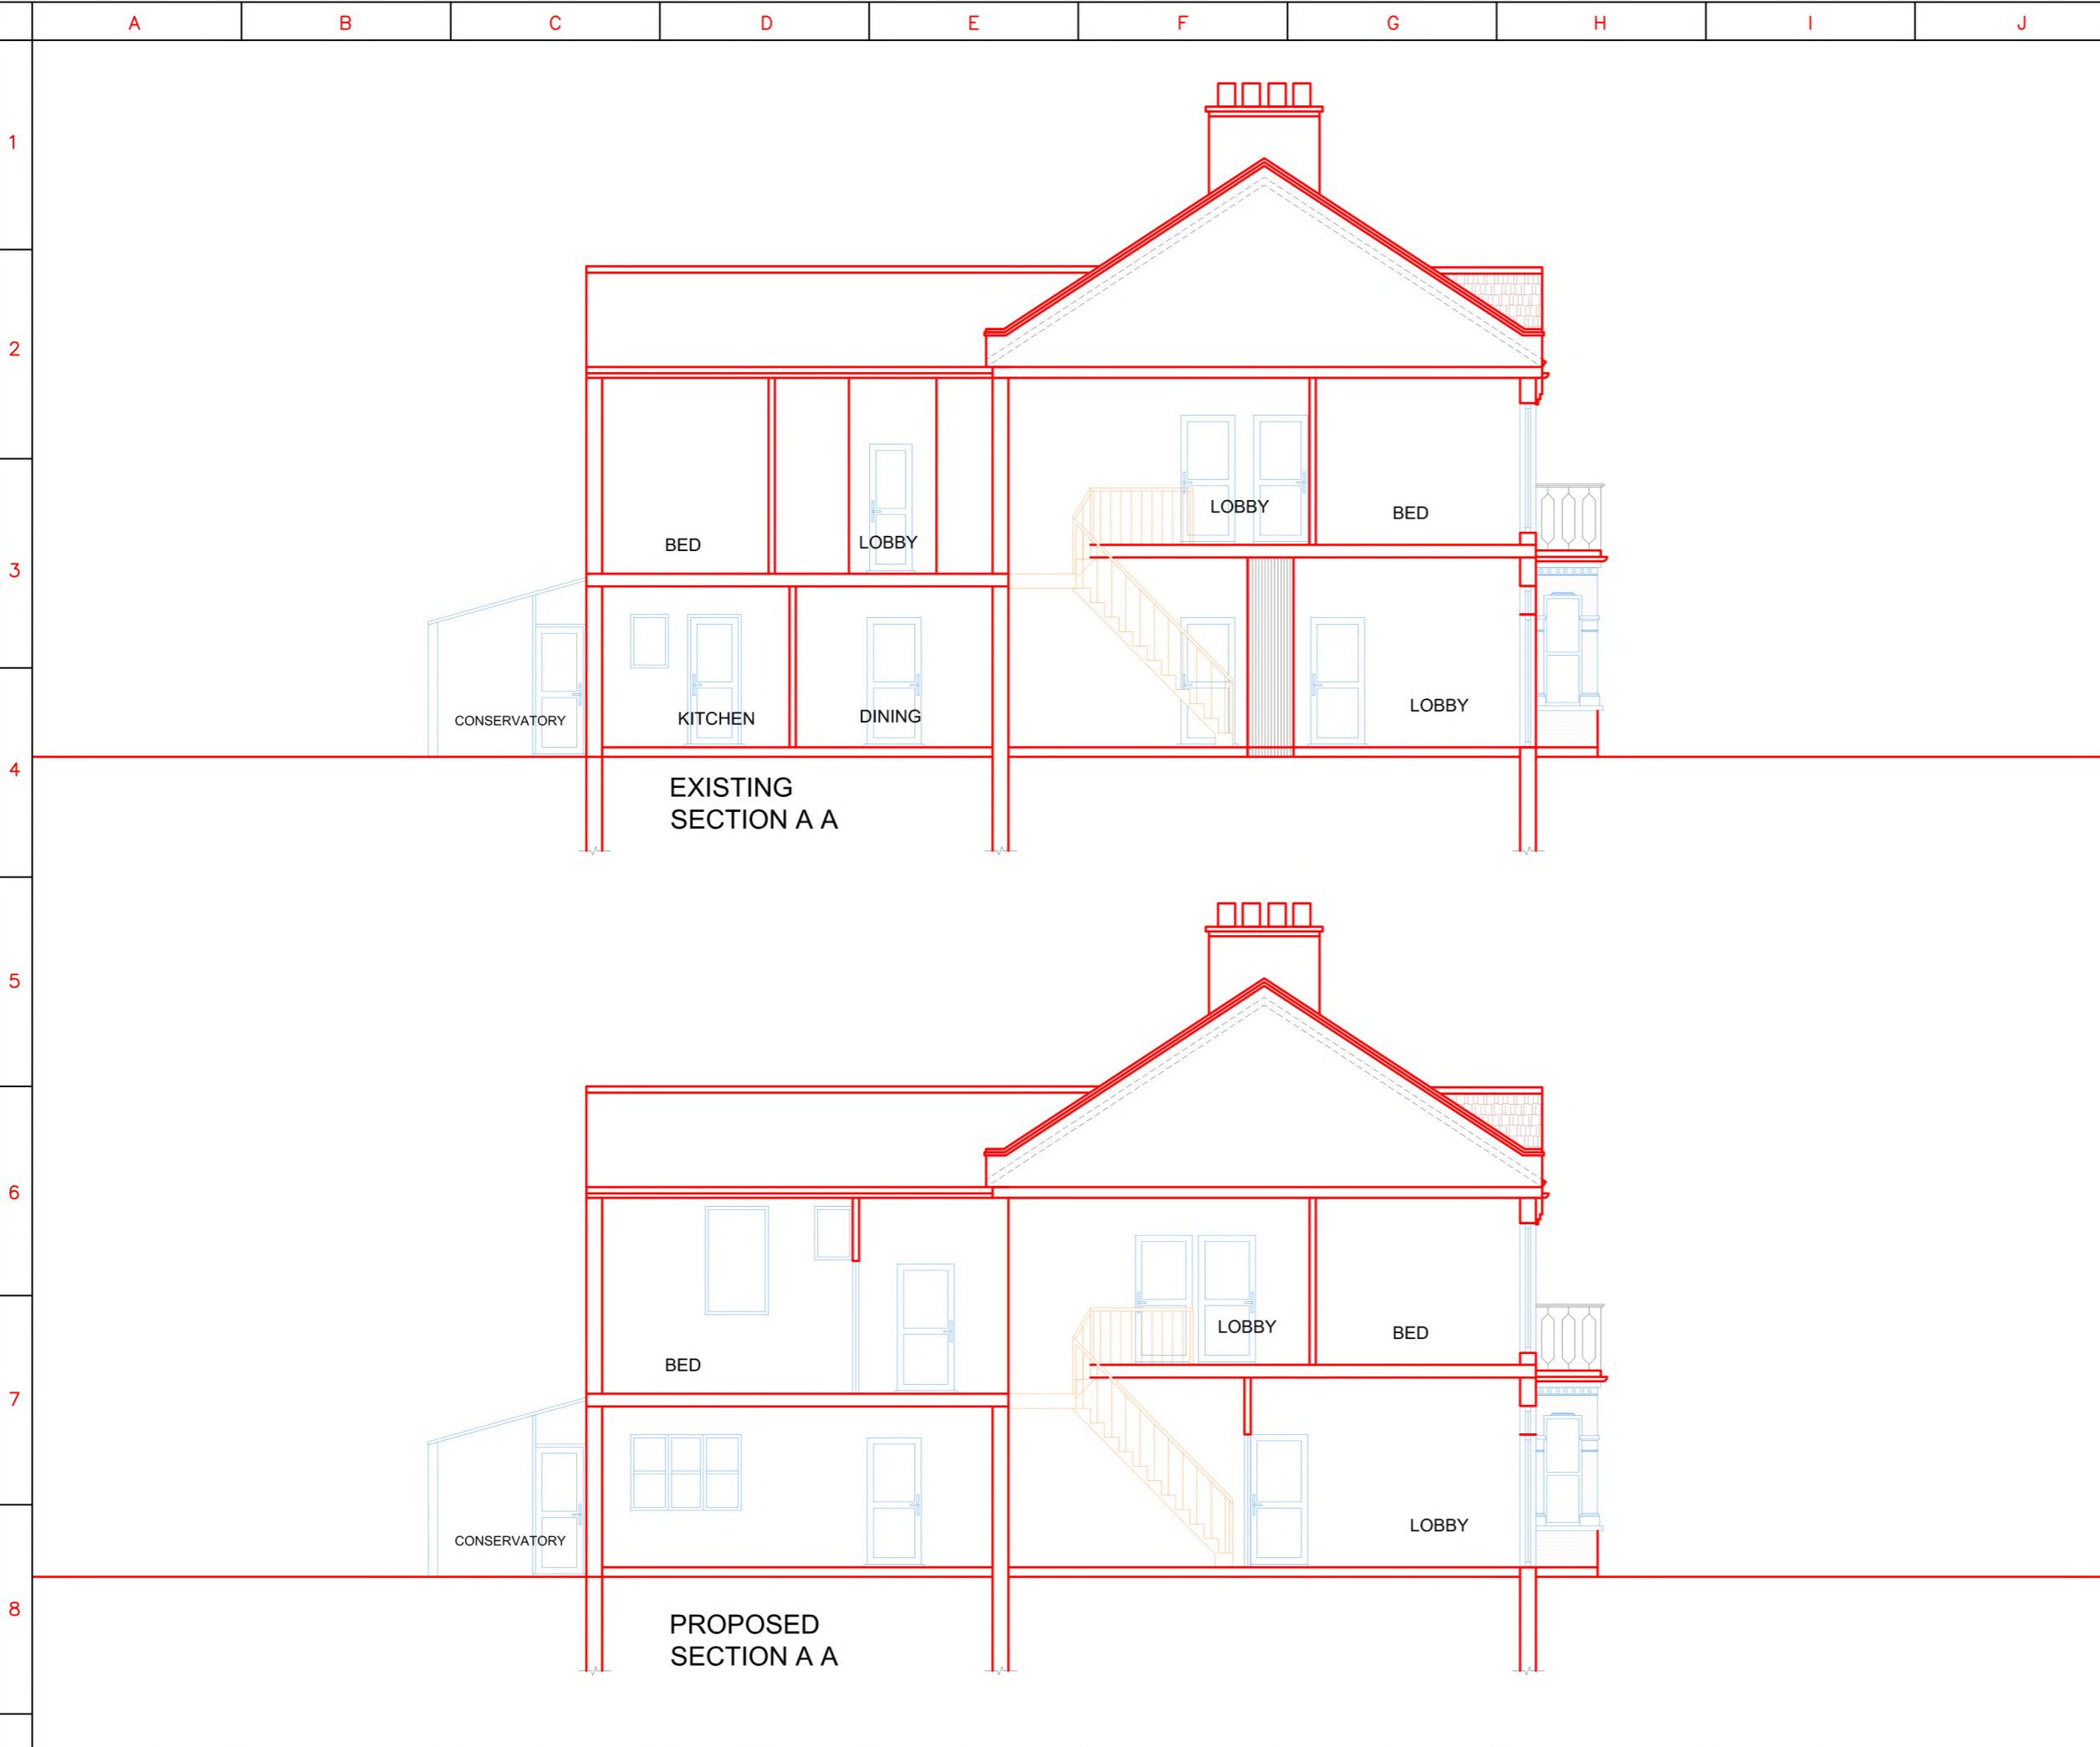 A B C D E F G H I J
1
2
LOBBY BED
BED LOBBY
3
CONSERVATORY KITCHEN DINING LOBBY
4
EXISTING
SECTION A A
5
6
LOBBY BED
BED
7
CONSERVATORY LOBBY
8
PROPOSED
SECTION A A